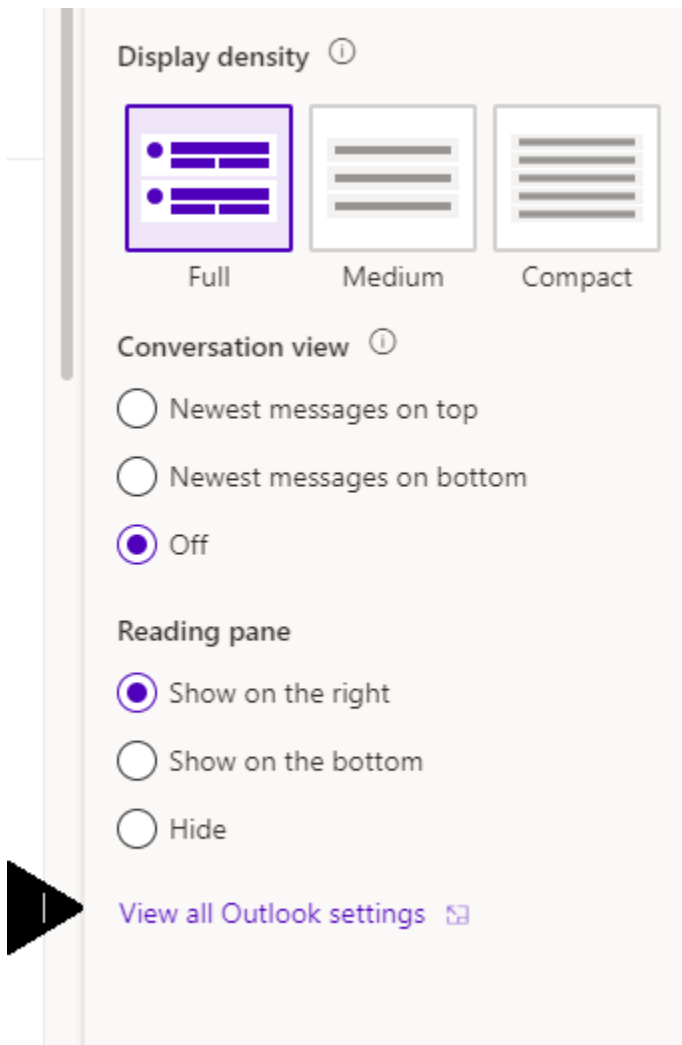 Display density
Full Medium Compact
Conversation view
Newest messages on top
Newest messages on bottom
Off
Reading pane
Show on the right
Show on the bottom
Hide
View all Outlook settings